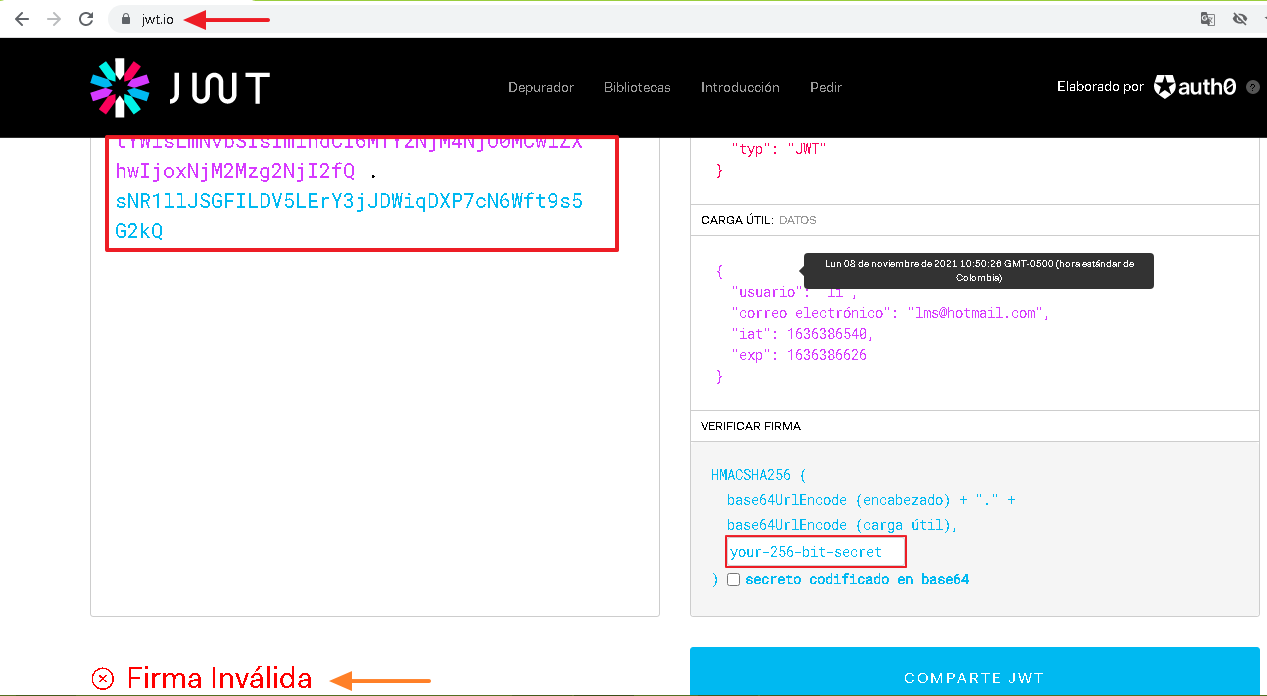 jwt.io
JWT
Depurador Bibliotecas Introducción Pedir
Elaborado por auth0 ?
hwIjoxNjM2Mzg2NjI2fQ .
sNR1llJSGFILDV5LErY3jJDWiqDXP7cN6Wft9s5
G2kQ
"typ": "JWT"
}
CARGA ÚTIL: DATOS
Lun 08 de noviembre de 2021 10:50:26 GMT-0500 (hora estándar de
Colombia)
{
"usuario": "ll",
"correo electrónico": "lms@hotmail.com",
"iat": 1636386540,
"exp": 1636386626
}
VERIFICAR FIRMA
HMACSHA256 (
base64UrlEncode (encabezado) + "." +
base64UrlEncode (carga útil),
your-256-bit-secret
) secreto codificado en base64
Firma Inválida
COMPARTE JWT